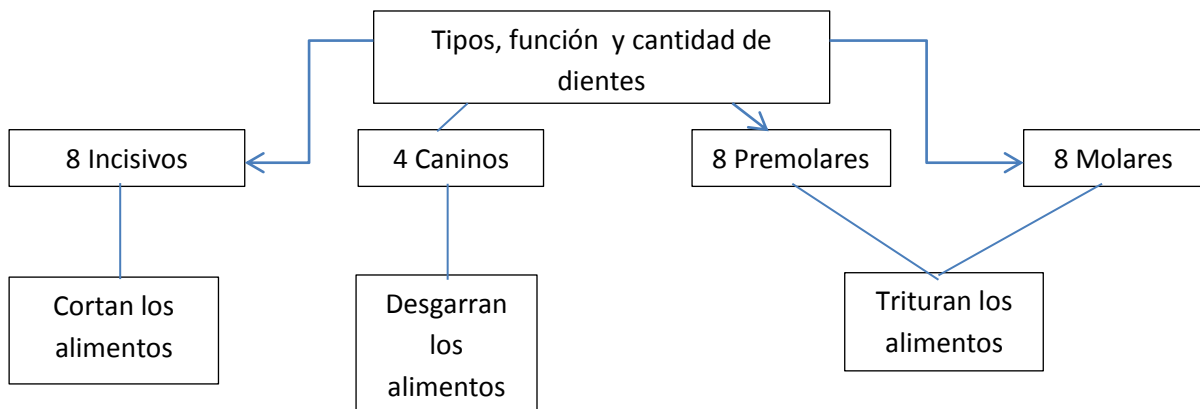 Tipos, función y cantidad de
dientes
8 Incisivos
4 Caninos
8 Premolares
8 Molares
Cortan los
alimentos
Desgarran
los
alimentos
Trituran los
alimentos